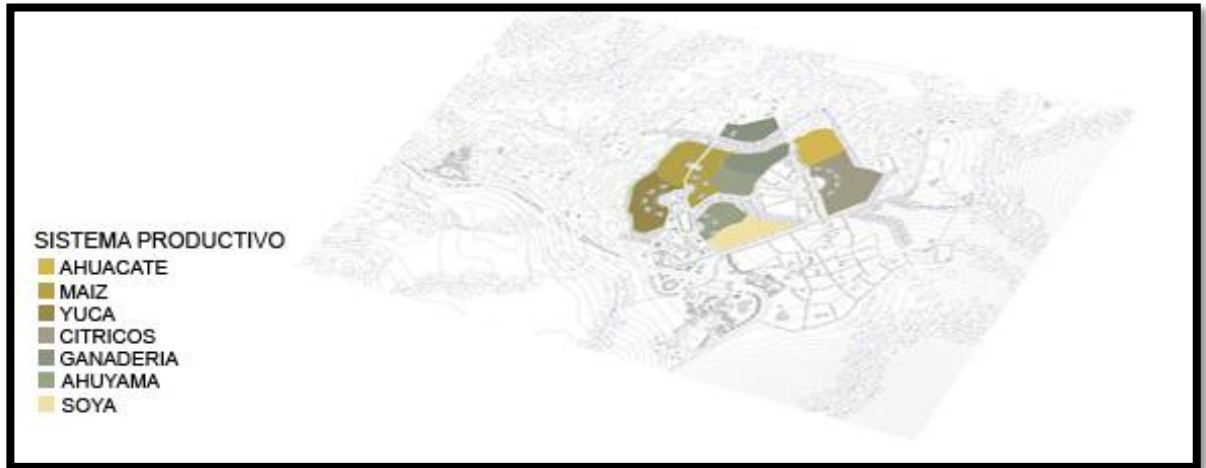 SISTEMA PRODUCTIVO
AHUACATE
MAIZ
YUCA
CITRICOS
GANADERIA
AHUYAMA
SOYA